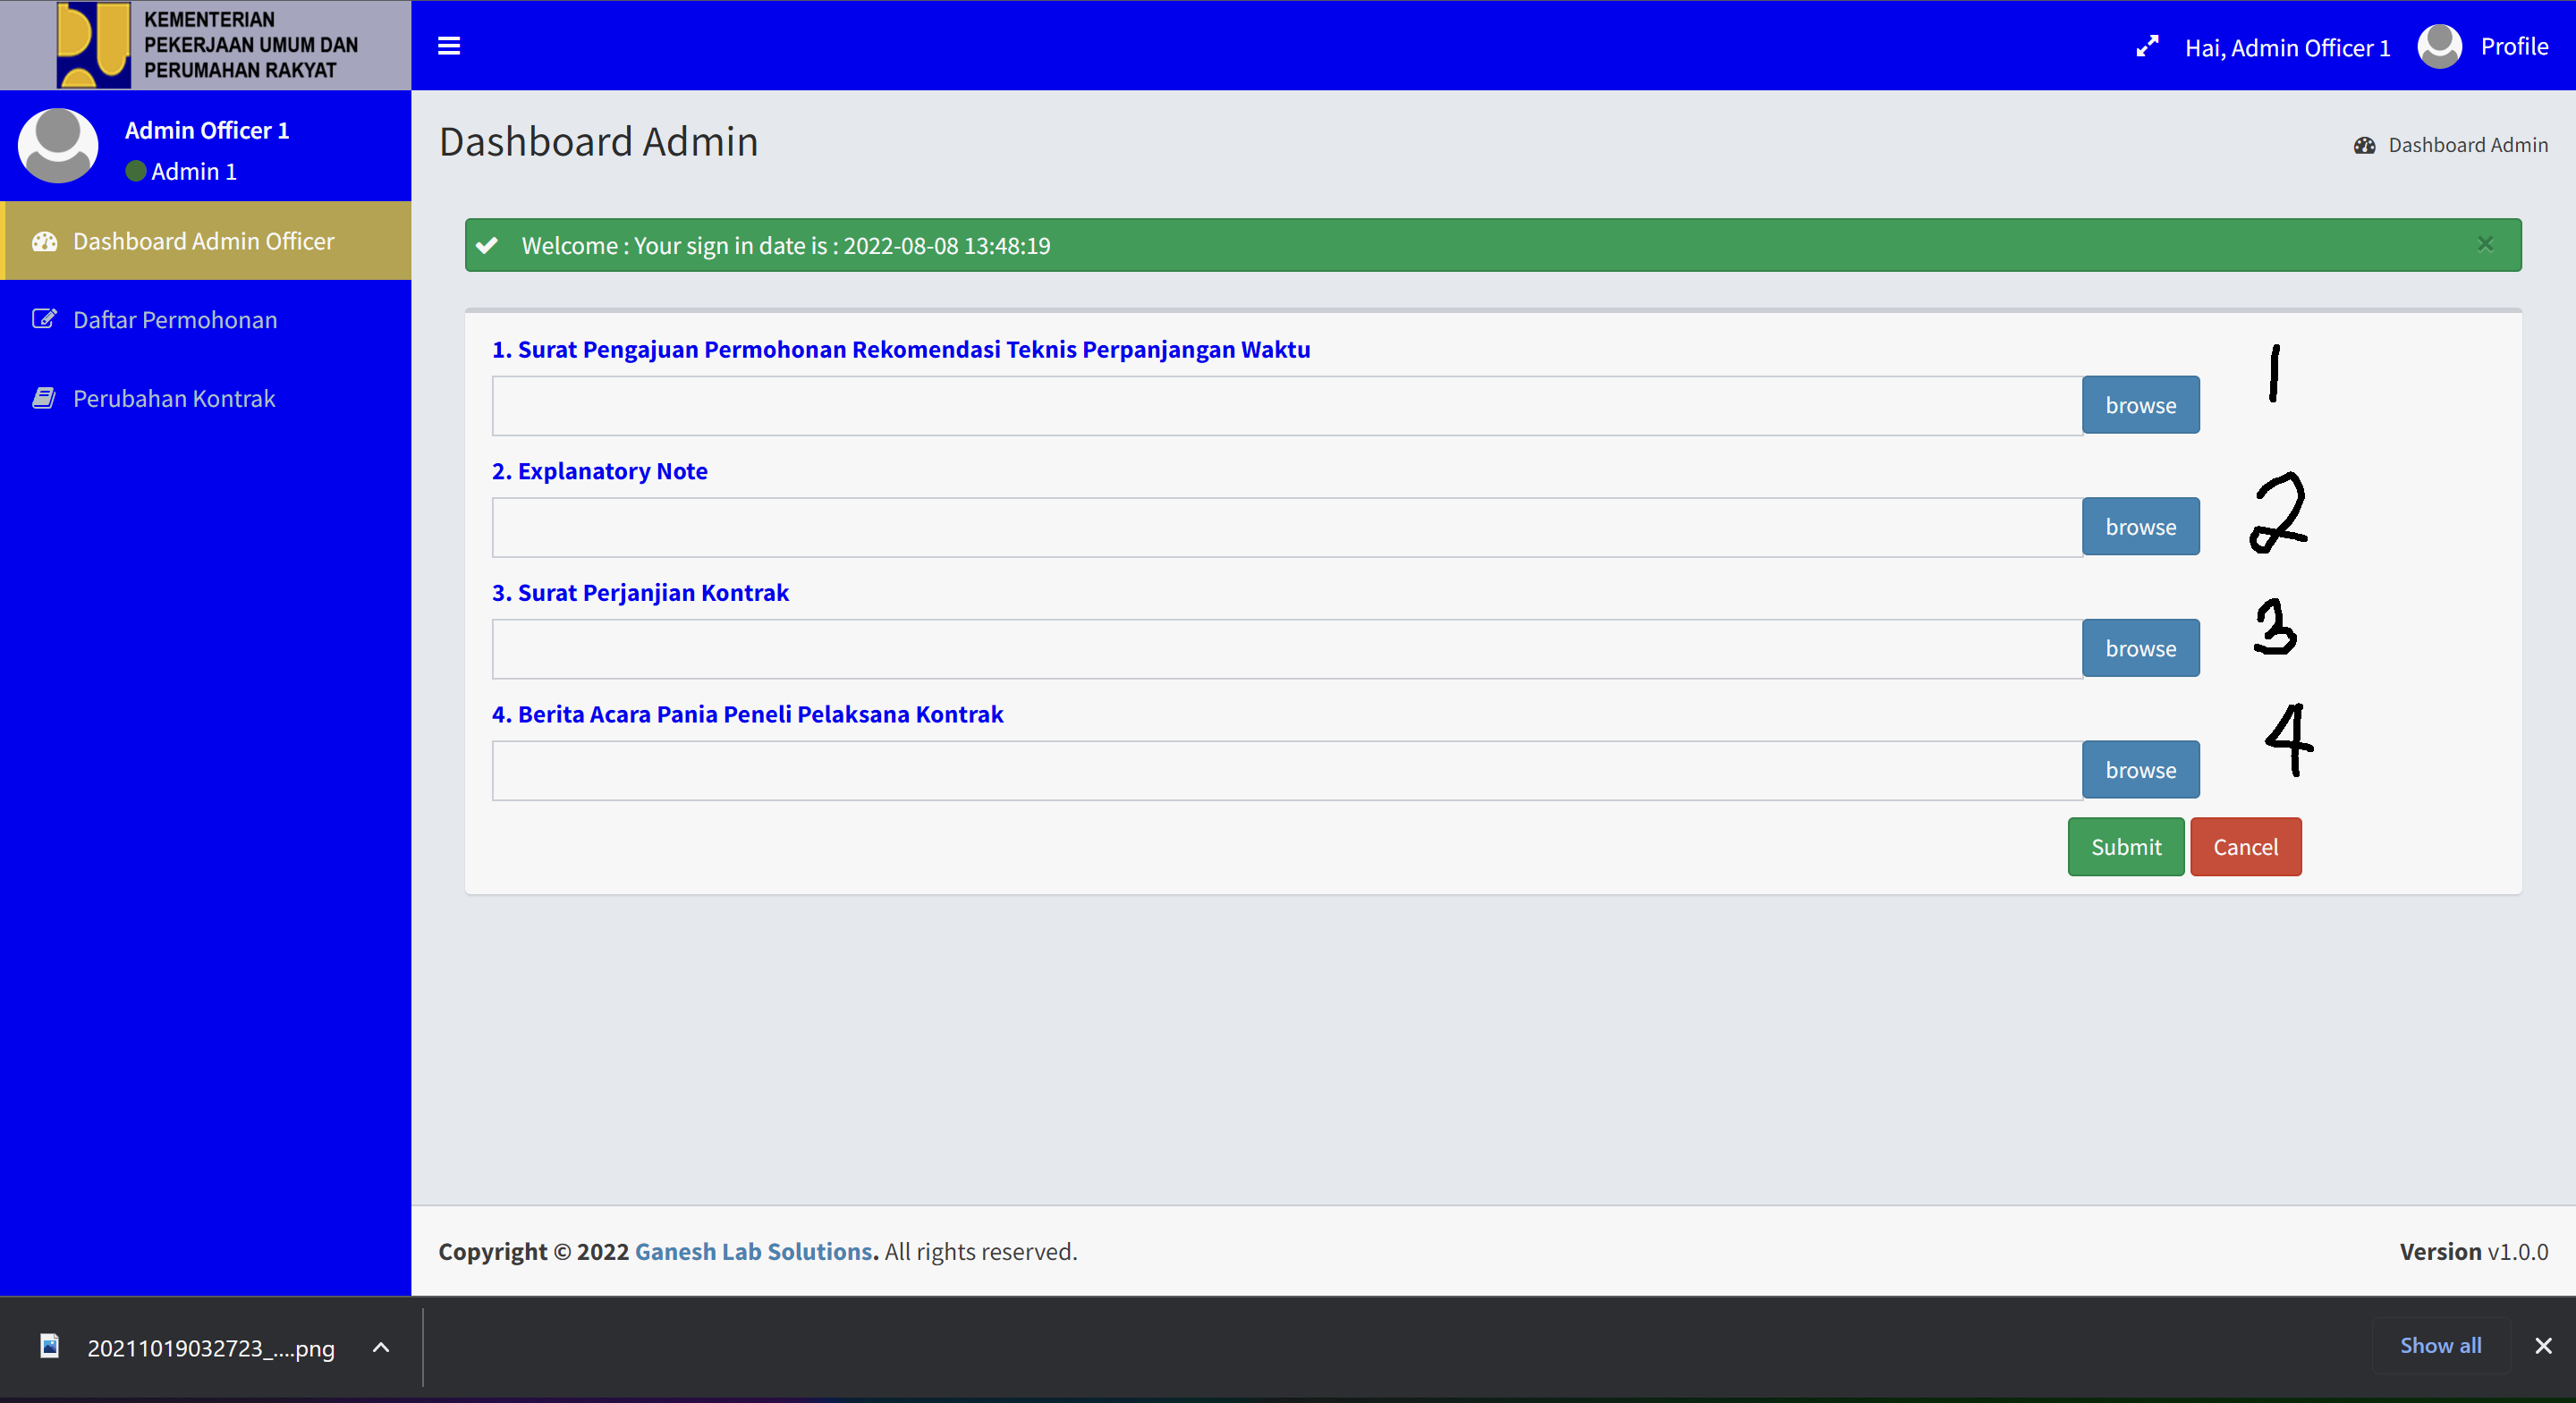 KEMENTERIAN
PEKERJAAN UMUM DAN
PERUMAHAN RAKYAT
Hai, Admin Officer 1 Profile
Admin Officer 1
Admin 1
Dashboard Admin Officer
Daftar Permohonan
Perubahan Kontrak
Dashboard Admin
Dashboard Admin
Welcome : Your sign in date is : 2022-08-08 13:48:19 ×
1. Surat Pengajuan Permohonan Rekomendasi Teknis Perpanjangan Waktu
browse 1
2. Explanatory Note
browse 2
3. Surat Perjanjian Kontrak
browse 3
4. Berita Acara Pania Peneli Pelaksana Kontrak
browse 4
Submit Cancel
Copyright © 2022 Ganesh Lab Solutions. All rights reserved. Version v1.0.0
20211019032723_....png Show all